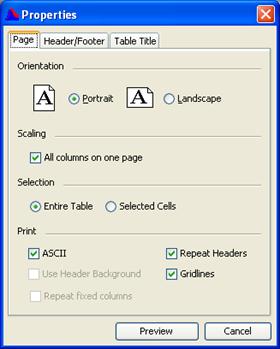 Properties
Page Header/Footer Table Title
Orientation
A Portrait A Landscape
Scaling
All columns on one page
Selection
Entire Table Selected Cells
Print
ASCII Repeat Headers
Use Header Background Gridlines
Repeat fixed columns
Preview Cancel